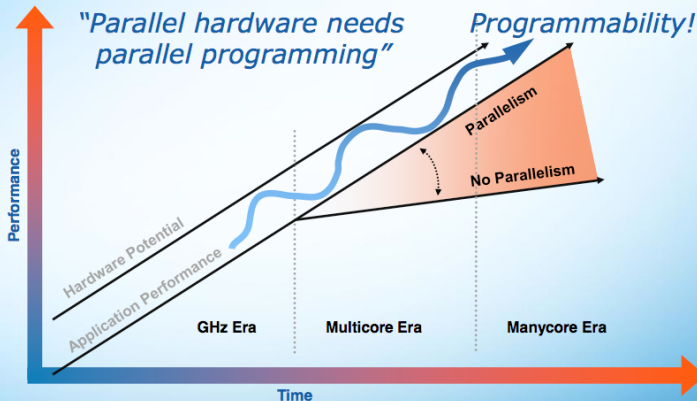 “Parallel hardware needs
parallel programming”
Programmability!
Performance
Hardware Potential
Application Performance
Parallelism
No Parallelism
GHz Era
Multicore Era
Manycore Era
Time